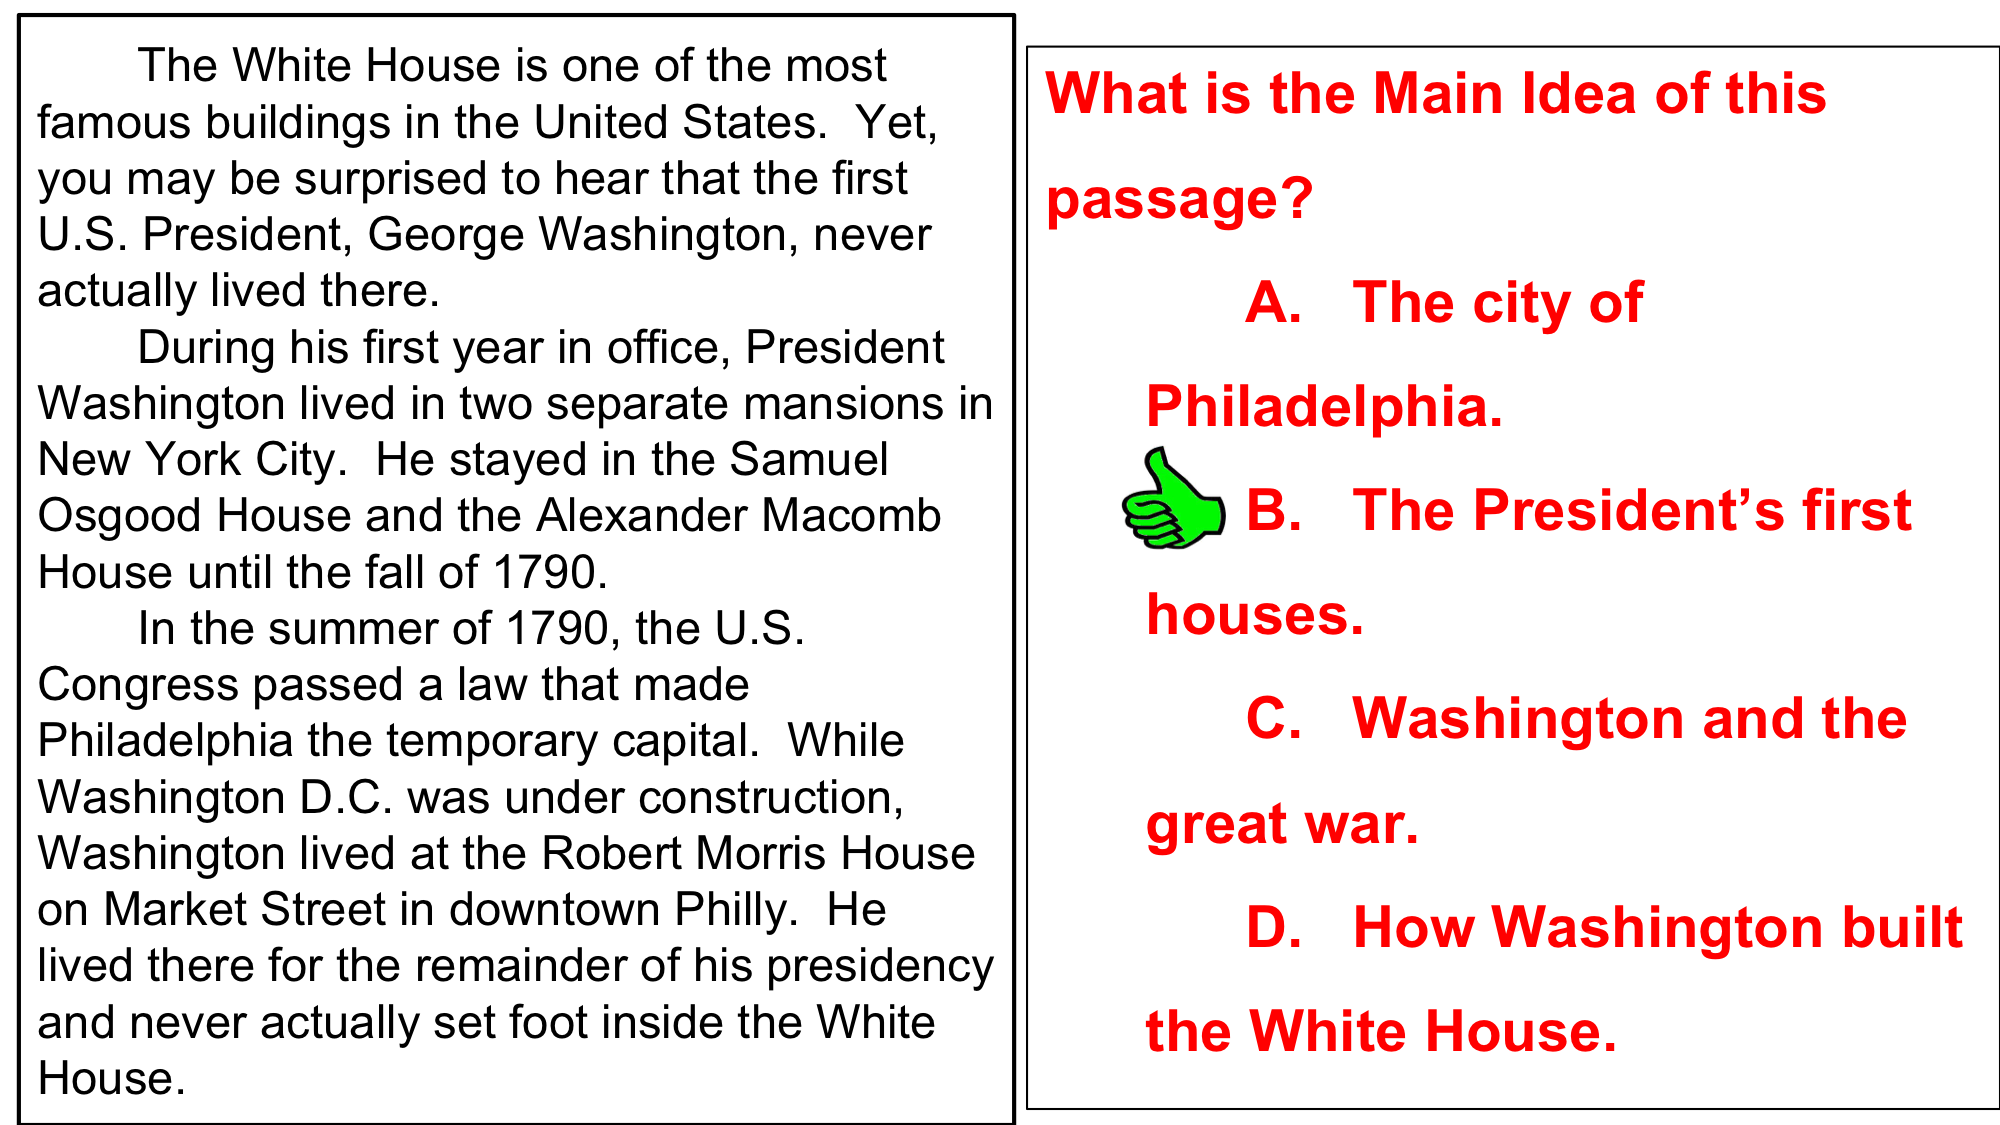 The White House is one of the most
famous buildings in the United States.  Yet,
you may be surprised to hear that the first
U.S. President, George Washington, never
actually lived there.
During his first year in office, President
Washington lived in two separate mansions in
New York City.  He stayed in the Samuel
Osgood House and the Alexander Macomb
House until the fall of 1790.
In the summer of 1790, the U.S.
Congress passed a law that made
Philadelphia the temporary capital.  While
Washington D.C. was under construction,
Washington lived at the Robert Morris House
on Market Street in downtown Philly.  He
lived there for the remainder of his presidency
and never actually set foot inside the White
House.
What is the Main Idea of this
passage?
A.   The city of
Philadelphia.
B.   The President’s first
houses.
C.   Washington and the
great war.
D.   How Washington built
the White House.